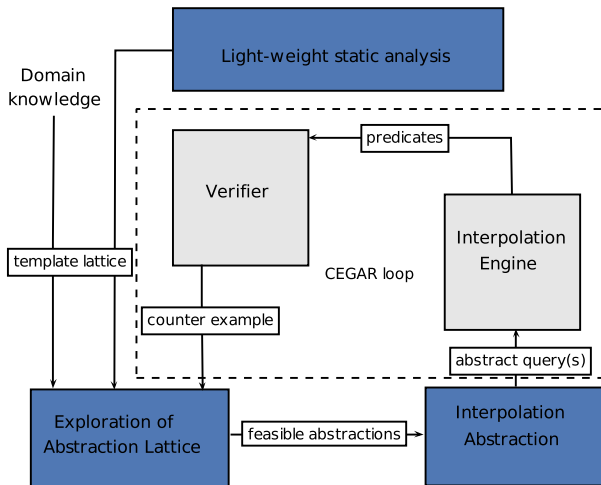 Light-weight static analysis
Domain
knowledge
predicates
Verifier
Interpolation
Engine
template lattice
CEGAR loop
counter example
abstract query(s)
Exploration of
Abstraction Lattice
feasible abstractions
Interpolation
Abstraction